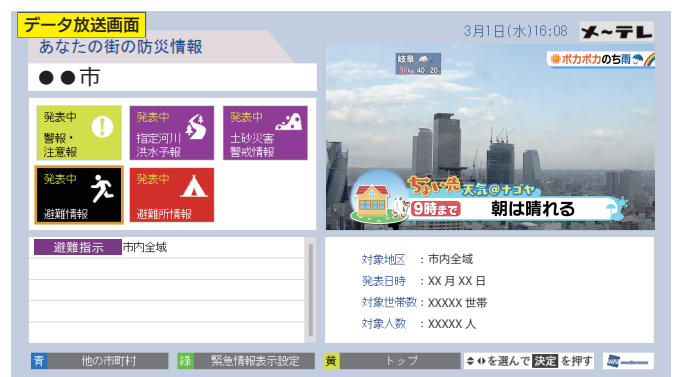 データ放送画面
3月1日(水)16:08 メ~テレ
あなたの街の防災情報
●●市
岐阜
10% 40 20
ポカポカのち雨
発表中
警報・
注意報
発表中
指定河川
洪水予報
発表中
土砂災害
警戒情報
発表中
避難情報
発表中
避難所情報
ちょい先 天気@ナゴヤ
9時まで 朝は晴れる
避難指示 市内全域
対象地区 :市内全域
発表日時 :XX 月 XX 日
対象世帯数:XXXXX 世帯
対象人数 :XXXXX 人
青 他の市町村 緑 緊急情報表示設定 黄 トップ を選んで 決定 を押す weathernews